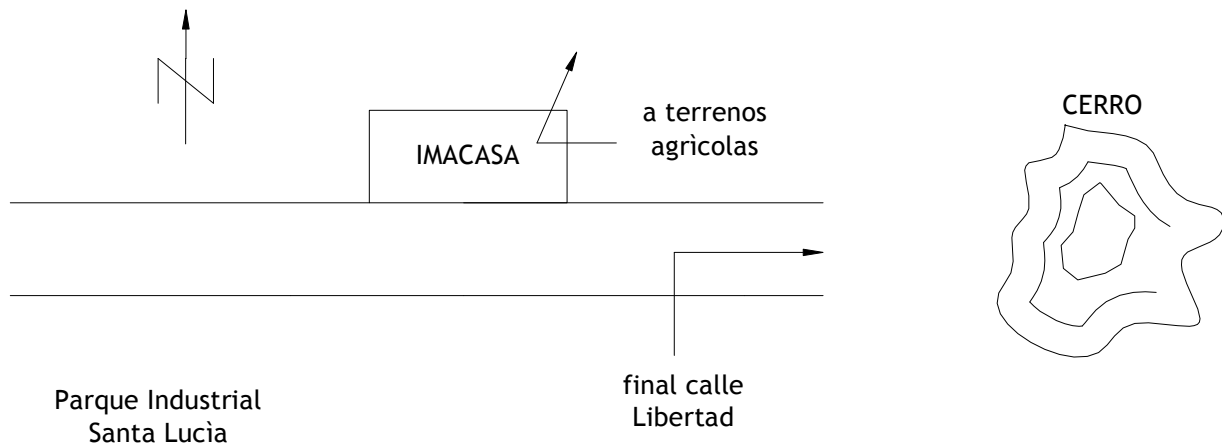 CERRO
a terrenos
agrìcolas
IMACASA
final calle
Libertad
Parque Industrial
Santa Lucìa